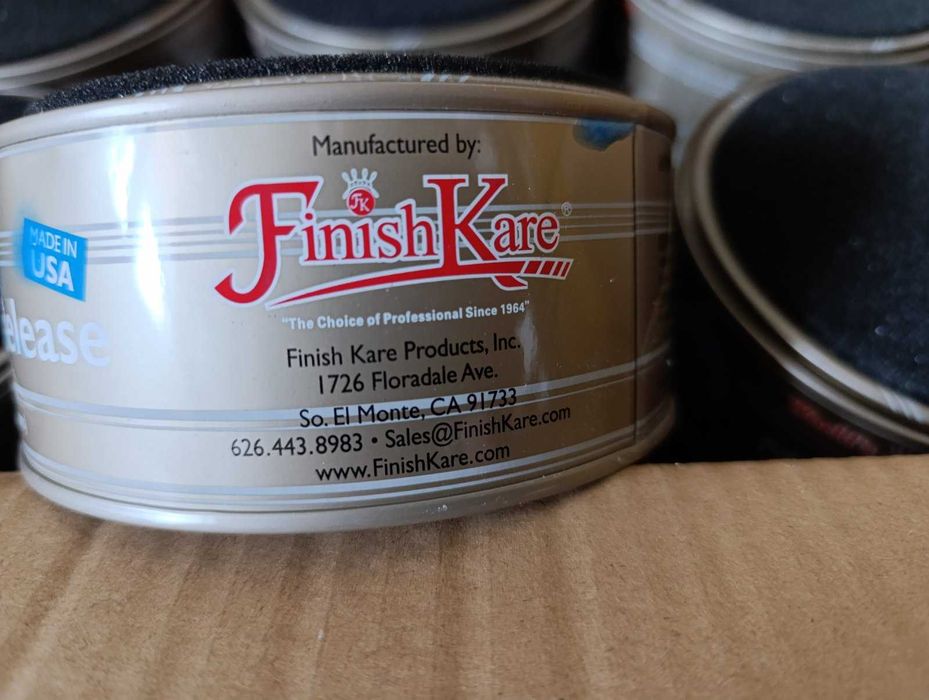 MADE IN
USA
elease
Manufactured by:
FK
FinishKare®
"The Choice of Professional Since 1964"
Finish Kare Products, Inc.
1726 Floradale Ave.
So. El Monte, CA 91733
626.443.8983 • Sales@FinishKare.com
www.FinishKare.com